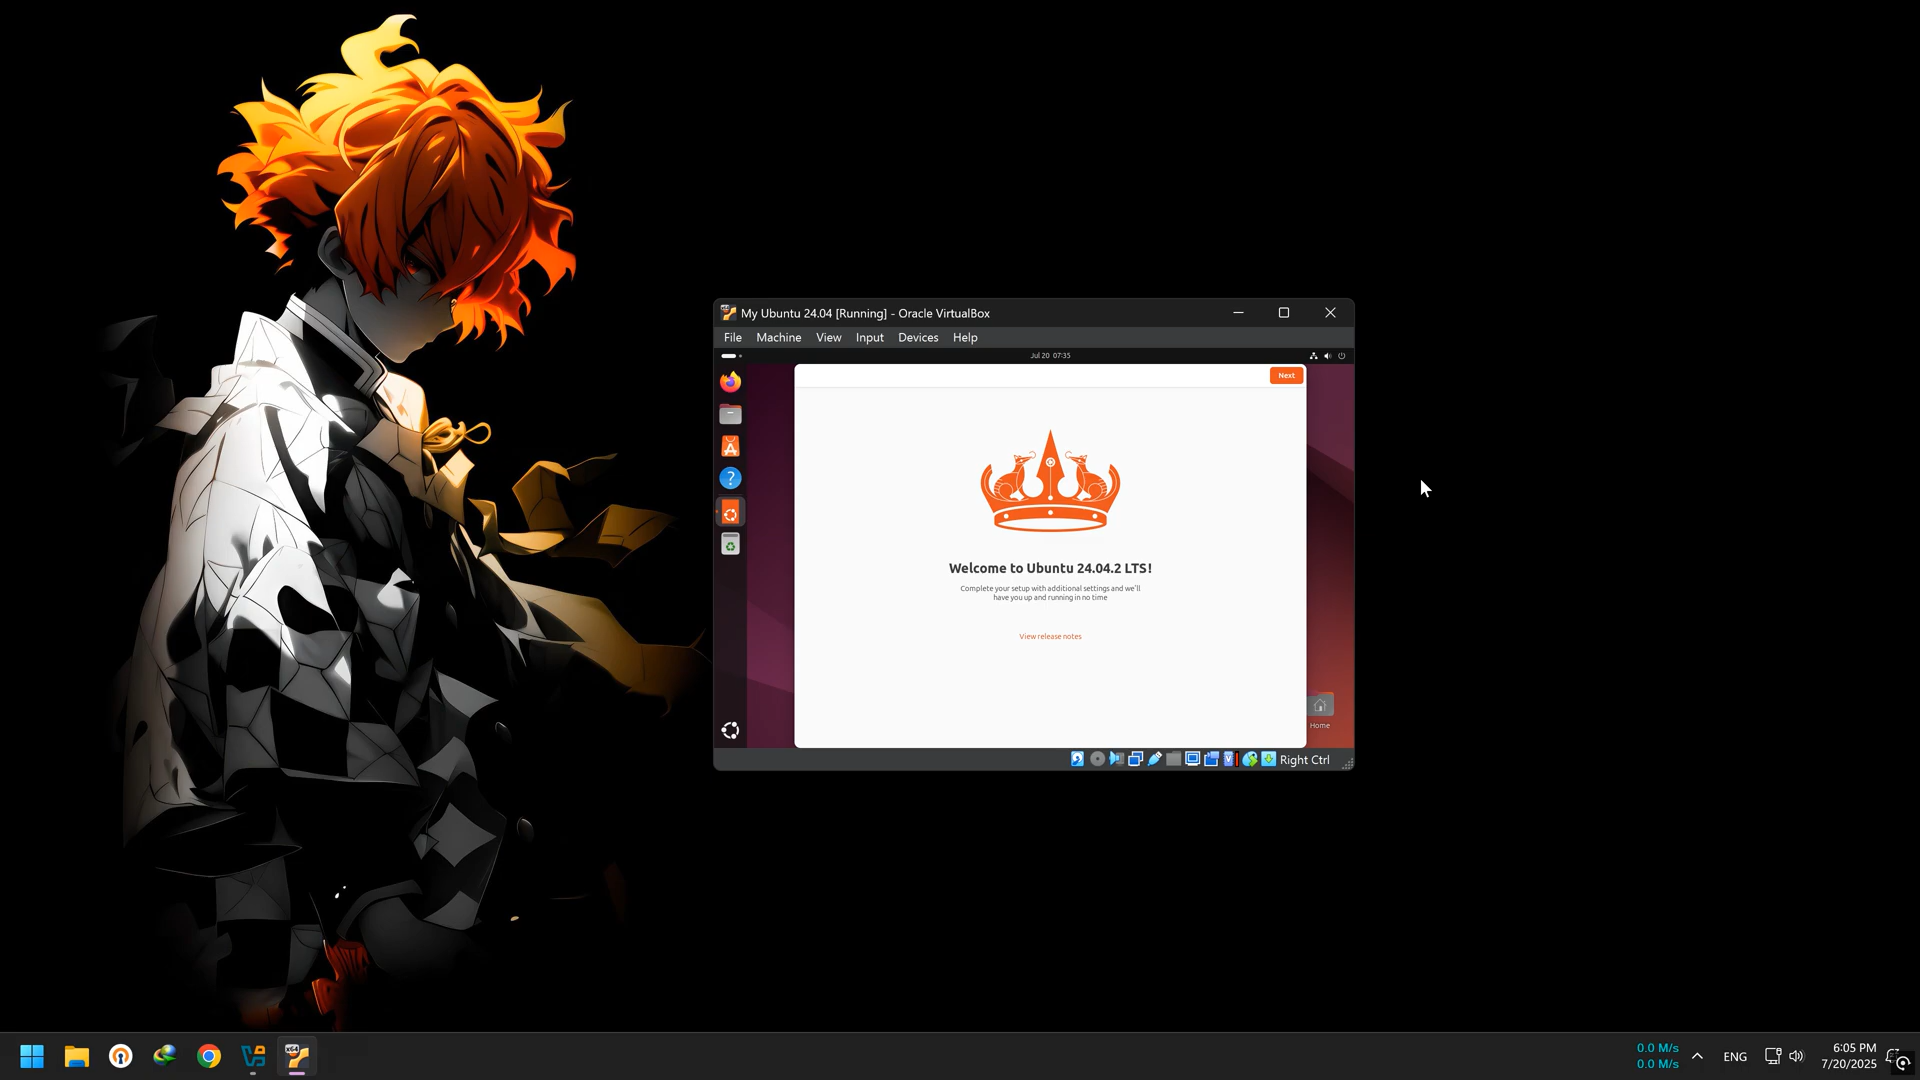 My Ubuntu 24.04 [Running] - Oracle VirtualBox
File Machine View Input Devices Help
Jul 20 07:35
Next
Welcome to Ubuntu 24.04.2 LTS!
Complete your setup with additional settings and we'll
have you up and running in no time
View release notes
Home
Right Ctrl
0.0 M/s
0.0 M/s
ENG
6:05 PM
7/20/2025